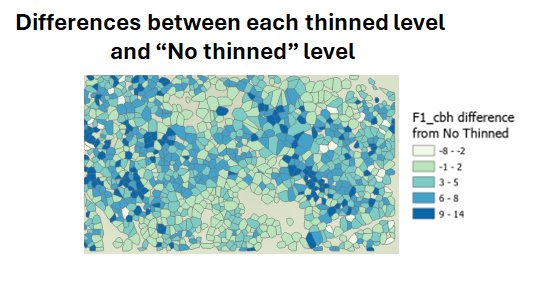 Differences between each thinned level
and “No thinned” level
F1_cbh difference
from No Thinned
-8 - -2
-1 - 2
3 - 5
6 - 8
9 - 14